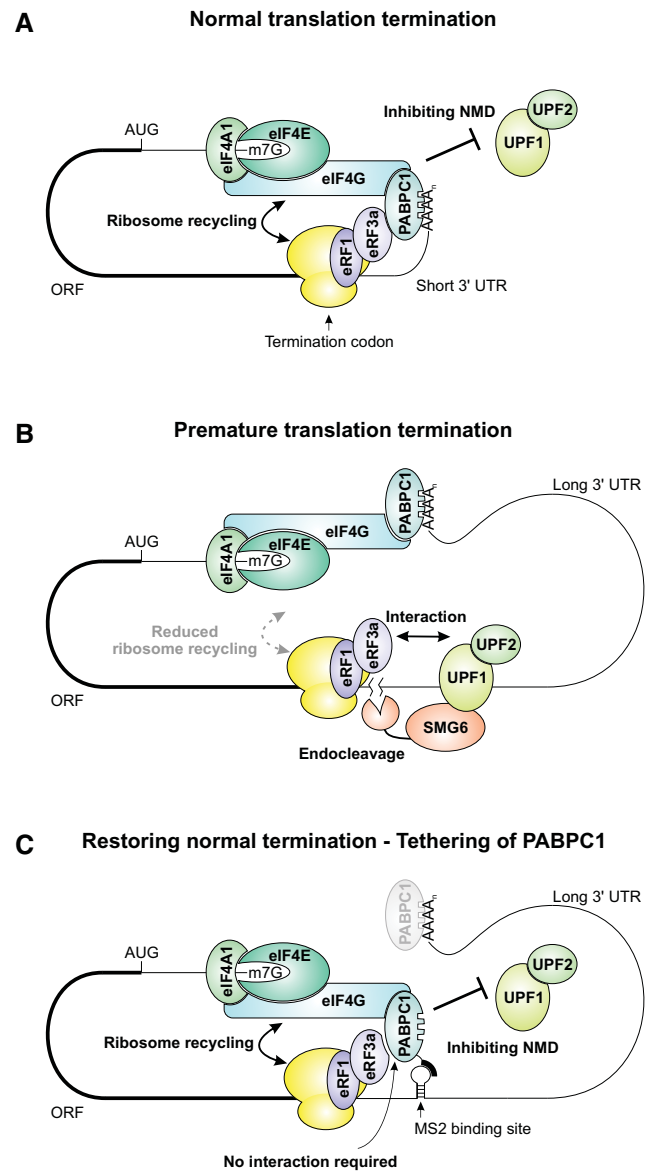 A
Normal translation termination
Inhibiting NMD
UPF2
UPF1
AUG
eIF4A1
eIF4E
m7G
eIF4G
PABPC1
AAAAn
Ribosome recycling
eRF1
eRF3a
ORF
Short 3' UTR
Termination codon
B
Premature translation termination
Long 3' UTR
PABPC1
AAAAn
eIF4G
AUG
eIF4A1
eIF4E
m7G
Reduced
ribosome recycling
eRF1
eRF3a
Interaction
UPF2
UPF1
ORF
SMG6
Endocleavage
C
Restoring normal termination - Tethering of PABPC1
Long 3' UTR
PABPC1
AAAAn
AUG
eIF4A1
eIF4E
m7G
eIF4G
PABPC1
UPF2
UPF1
Ribosome recycling
Inhibiting NMD
eRF1
eRF3a
ORF
MS2 binding site
No interaction required